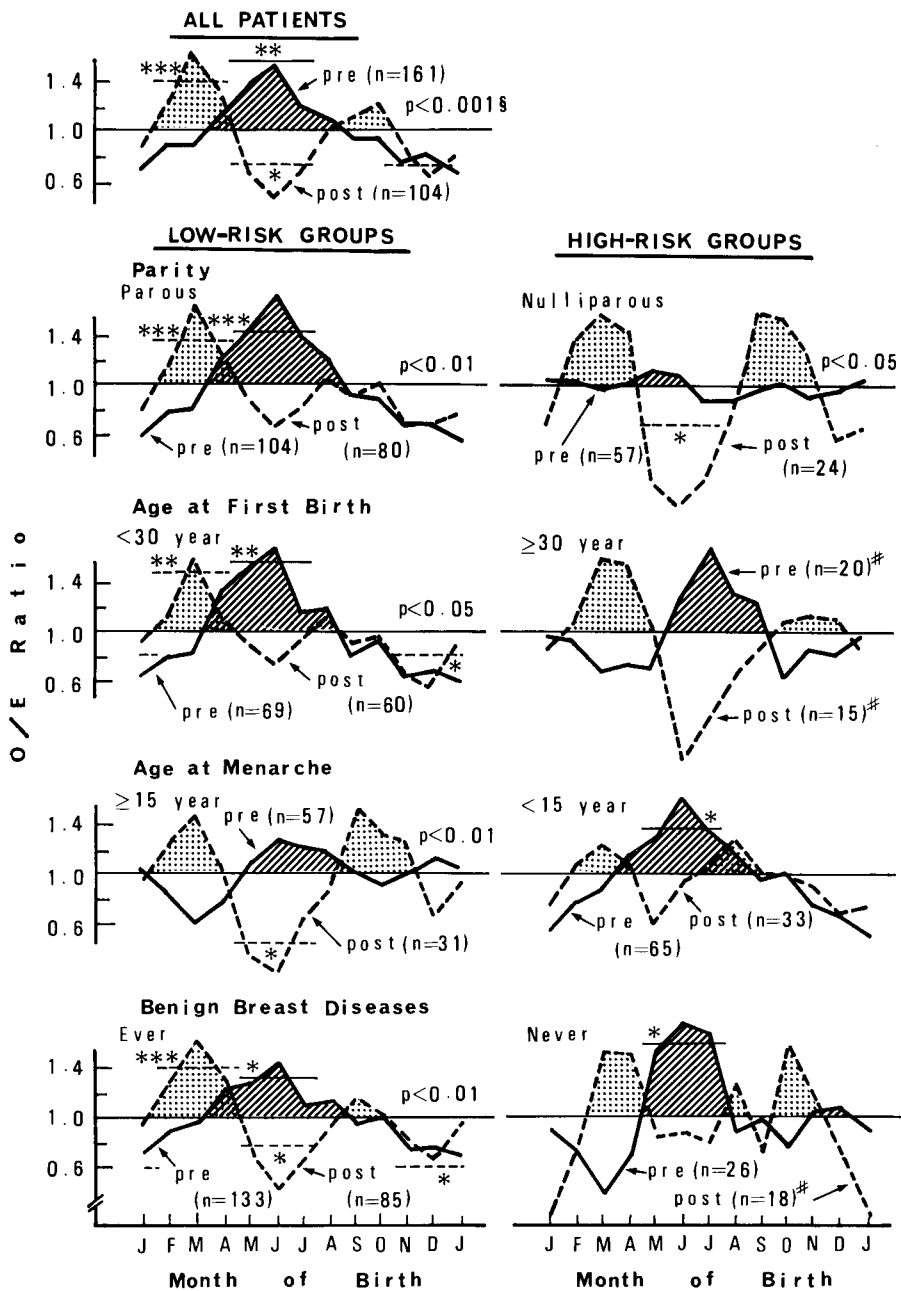 ALL PATIENTS
1.4
1.0
0.6
***
**
pre (n=161)
p<0.001§
*
post (n=104)
LOW-RISK GROUPS
HIGH-RISK GROUPS
Parity
Parous
1.4
1.0
0.6
***
***
p<0.01
pre (n=104)
post
(n=80)
Nulliparous
p<0.05
*
pre (n=57)
post
(n=24)
Age at First Birth
<30 year
1.4
1.0
0.6
**
**
p<0.05
*
pre (n=69)
post
(n=60)
≥30 year
pre (n=20)#
post (n=15)#
O/E Ratio
Age at Menarche
≥15 year
1.4
1.0
0.6
pre (n=57)
p<0.01
*
post (n=31)
<15 year
*
pre
(n=65)
post (n=33)
Benign Breast Diseases
Ever
1.4
1.0
0.6
***
*
p<0.01
*
*
pre
(n=133)
post
(n=85)
Never
*
pre (n=26)
post (n=18)#
J F M A M J J A S O N D J
Month of Birth
J F M A M J J A S O N D J
Month of Birth